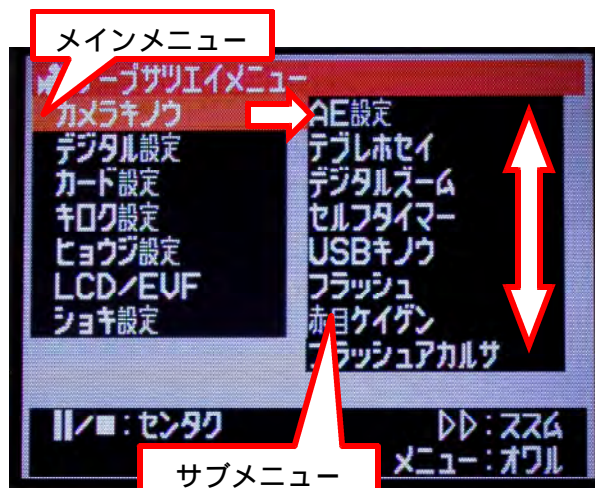 メインメニュー
テープサツエイメニュー
カメラキノウ
デジタル設定
カード設定
キロク設定
ヒョウジ設定
LCD/EVF
ショキ設定
AE設定
テブレホセイ
デジタルズーム
セルフタイマー
USBキノウ
フラッシュ
赤目ケイゲン
フラッシュアカルサ
||/■:センタク
▷▷:ススム
メニュー:オワル
サブメニュー